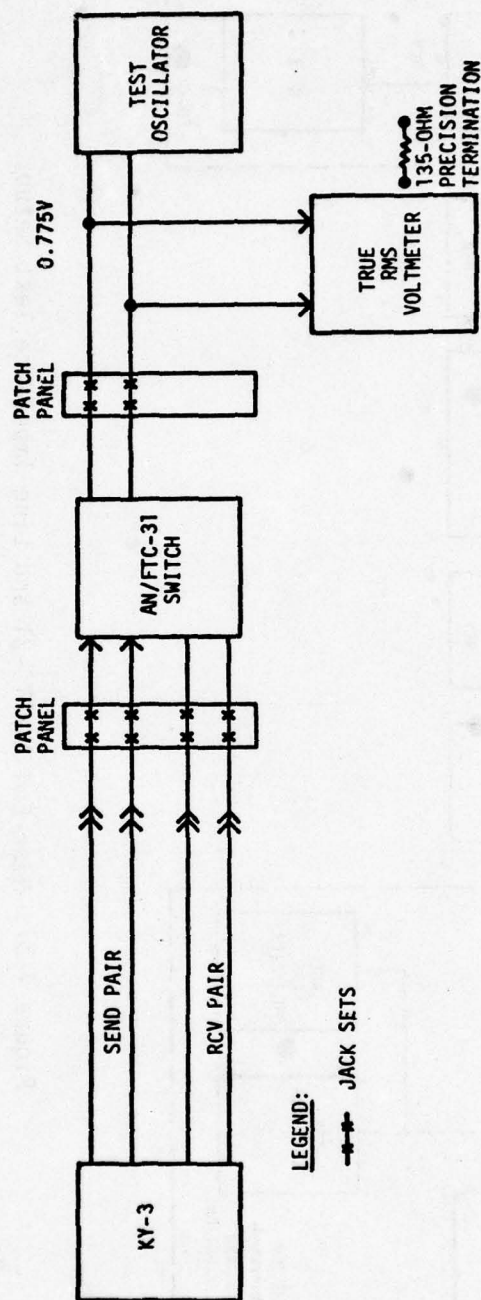 KY-3
SEND PAIR
RCV PAIR
PATCH
PANEL
AN/FTC-31
SWITCH
PATCH
PANEL
0.775V
TEST
OSCILLATOR
TRUE
RMS
VOLTMETER
135-OHM
PRECISION
TERMINATION
LEGEND:
JACK SETS